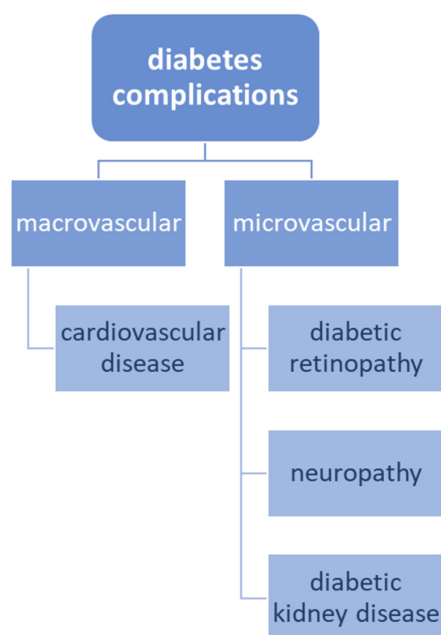 diabetes
complications
macrovascular
microvascular
cardiovascular
disease
diabetic
retinopathy
neuropathy
diabetic
kidney disease